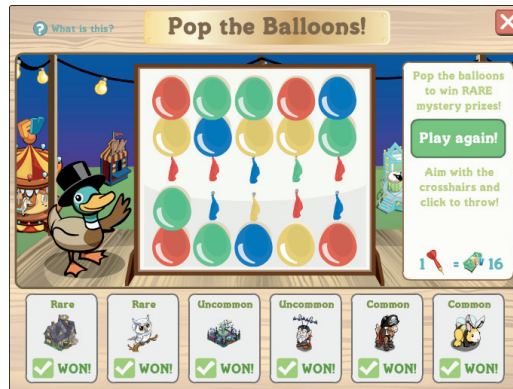 ? What is this?
Pop the Balloons!
X
Pop the balloons
to win RARE
mystery prizes!
Play again!
Aim with the
crosshairs and
click to throw!
1 = 16
Rare
WON!
Rare
WON!
Uncommon
WON!
Uncommon
WON!
Common
WON!
Common
WON!